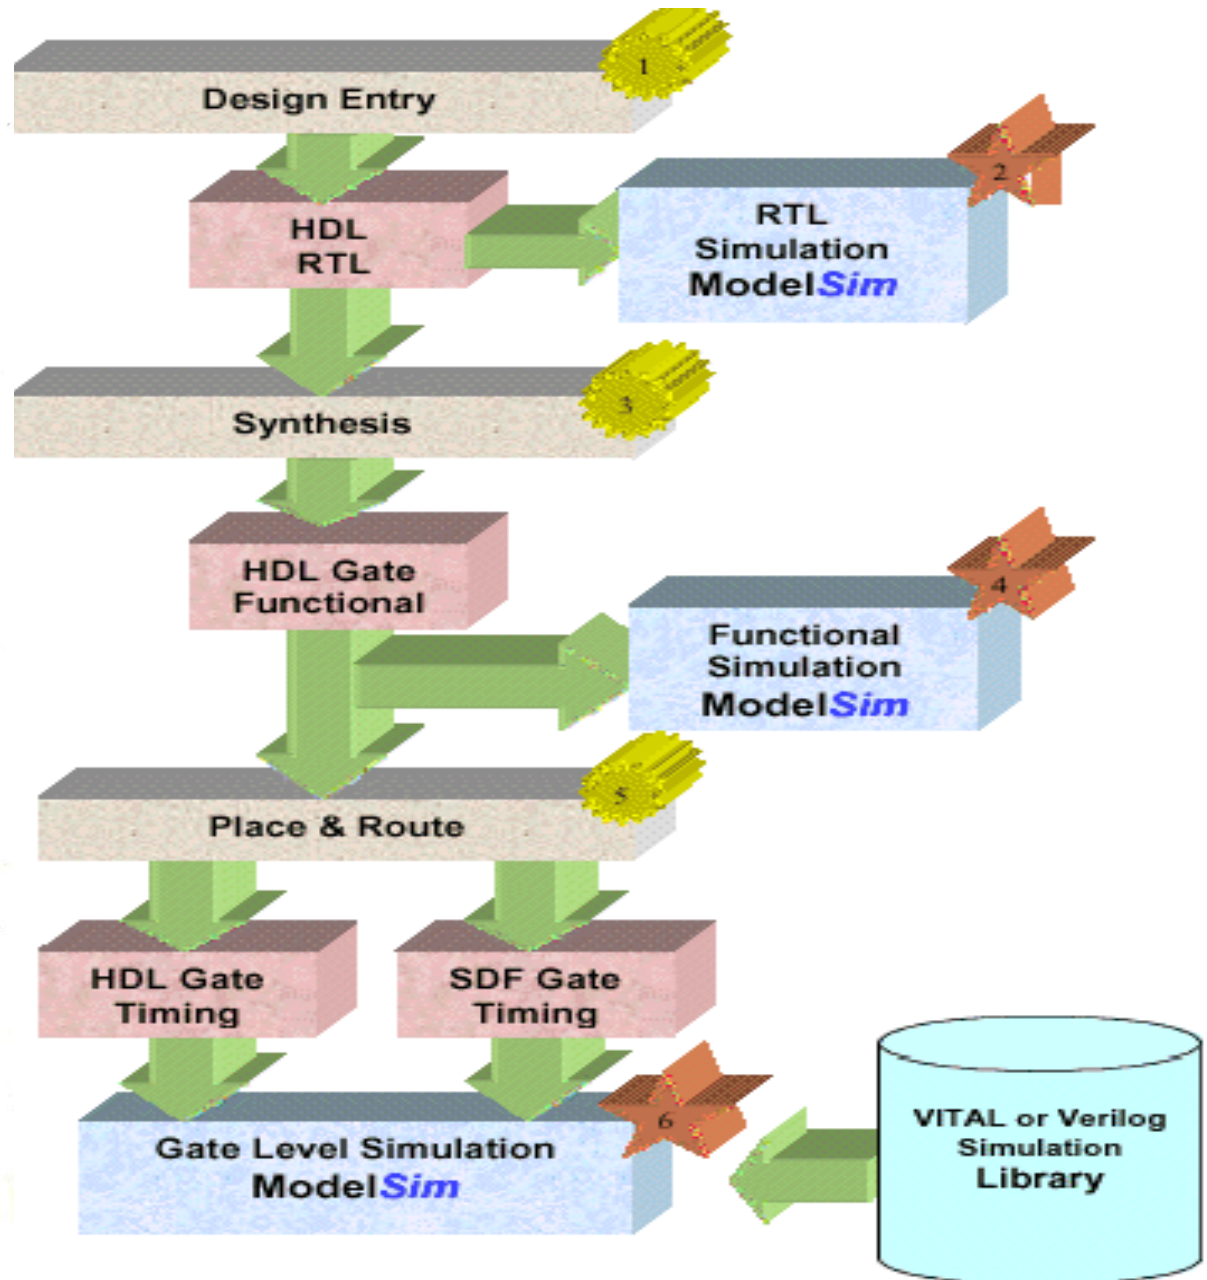 1
Design Entry
2
HDL
RTL
RTL
Simulation
ModelSim
3
Synthesis
HDL Gate
Functional
4
Functional
Simulation
ModelSim
5
Place & Route
HDL Gate
Timing
SDF Gate
Timing
6
Gate Level Simulation
ModelSim
VITAL or Verilog
Simulation
Library